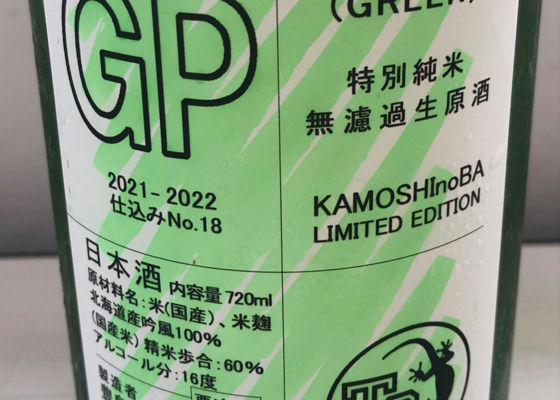 GP
(GREEN)
特別純米
無濾過生原酒
2021-2022
仕込みNo.18
KAMOSHInoBA
LIMITED EDITION
日本酒 内容量720ml
原材料名:米(国産)、米麹
北海道産吟風100%
(国産米) 精米歩合:60%
アルコール分:16度
製造者